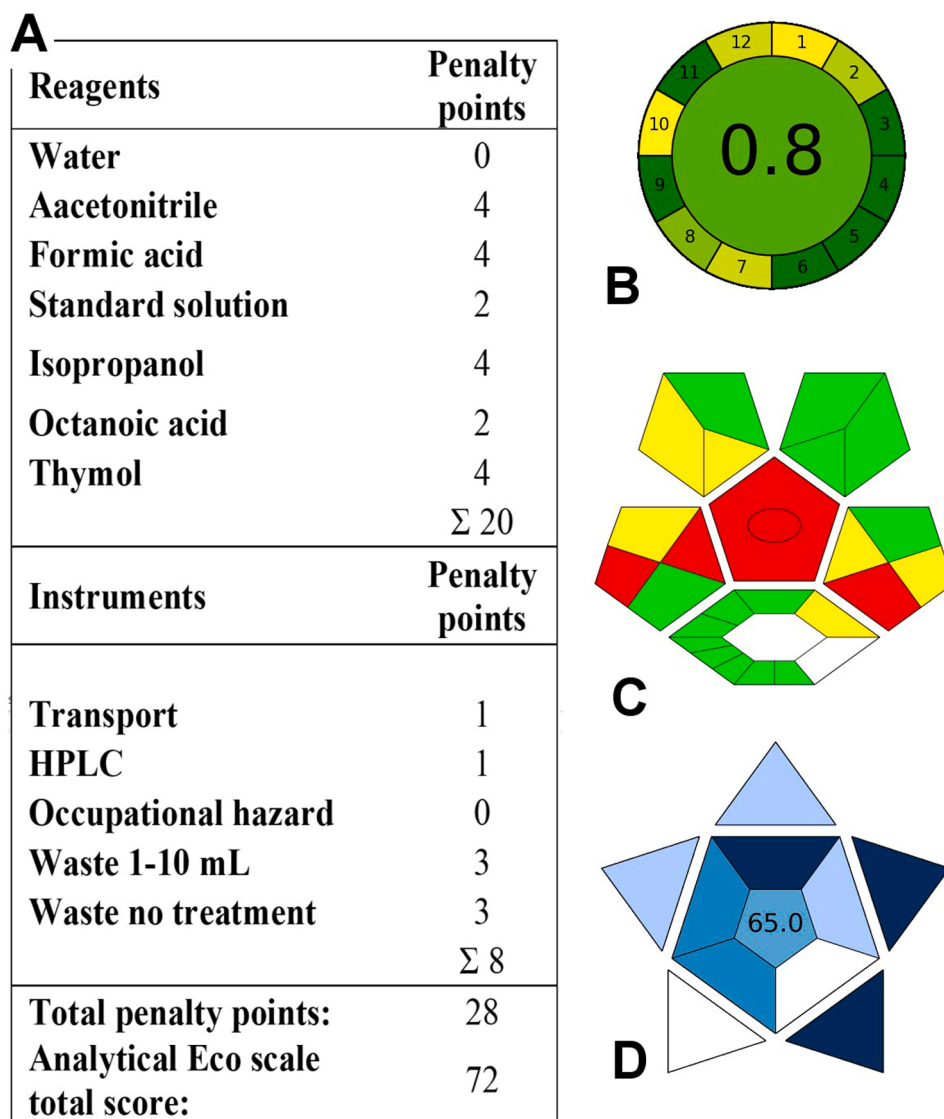 A
Reagents Penalty points
Water 0
Aacetonitrile 4
Formic acid 4
Standard solution 2
Isopropanol 4
Octanoic acid 2
Thymol 4
Σ 20
Instruments Penalty points
Transport 1
HPLC 1
Occupational hazard 0
Waste 1-10 mL 3
Waste no treatment 3
Σ 8
Total penalty points: 28
Analytical Eco scale
total score: 72
B
12
1
2
3
4
5
6
7
8
9
10
11
0.8
C
D
65.0